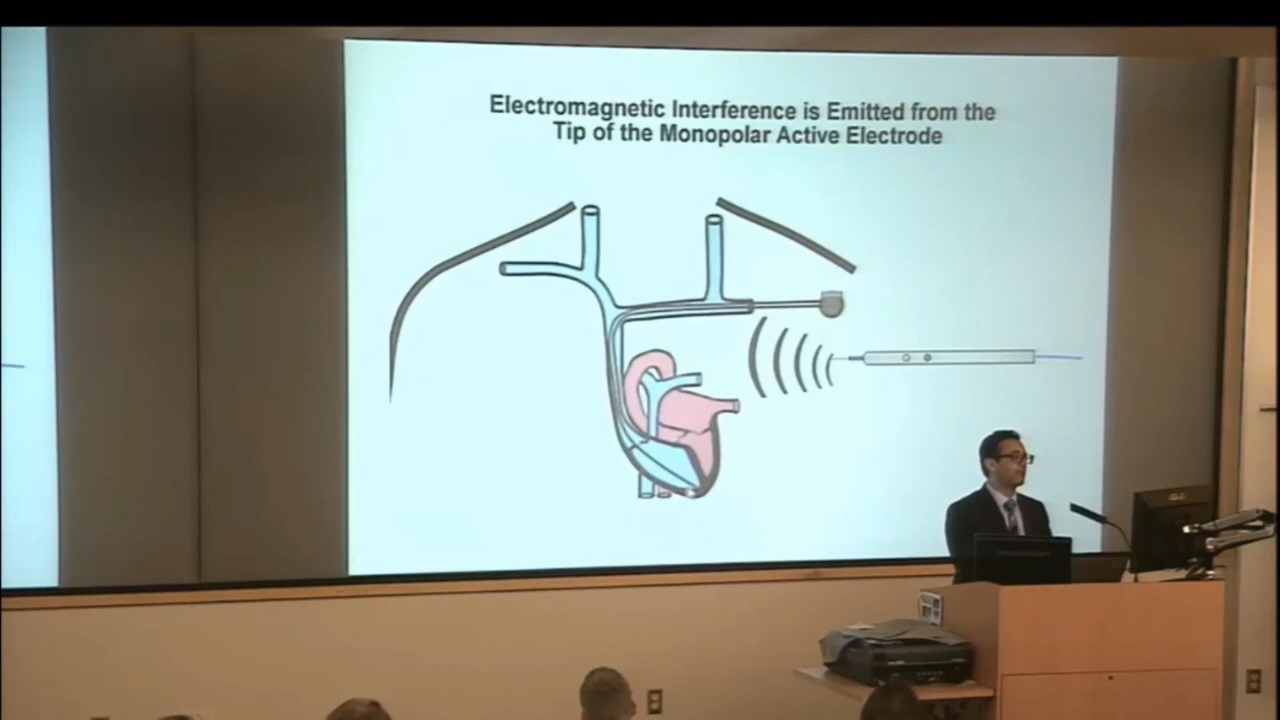 Electromagnetic Interference is Emitted from the
Tip of the Monopolar Active Electrode